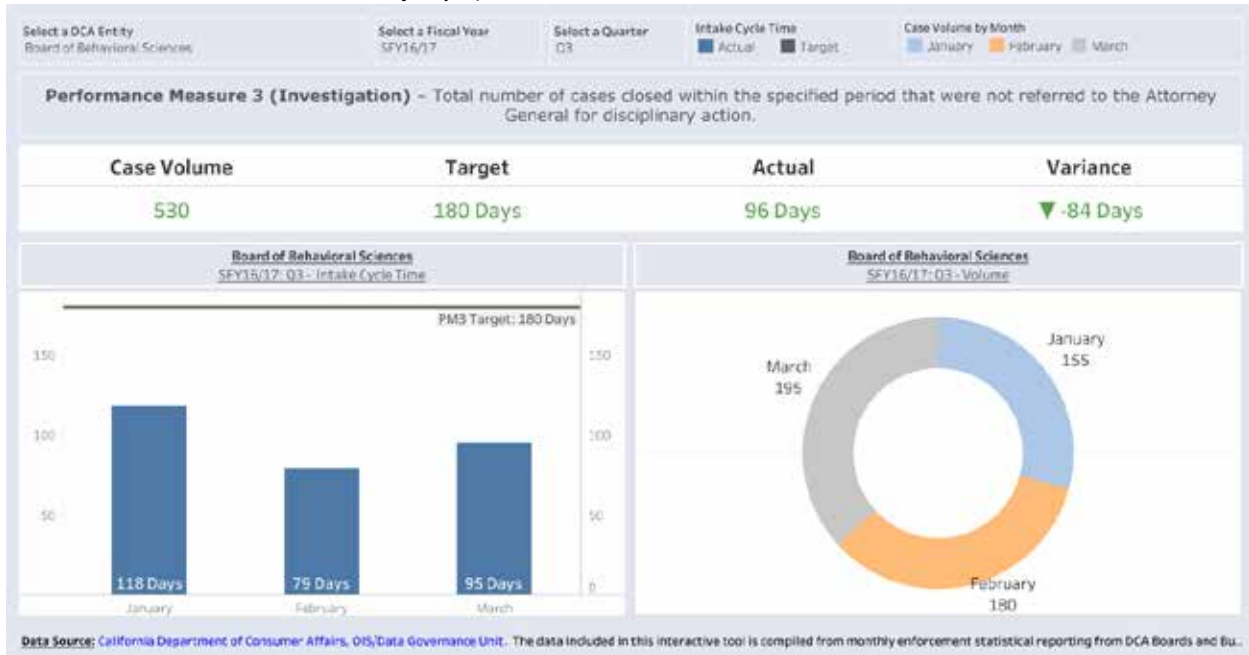 Select a DCA Entity
Board of Behavioral Sciences
Select a Fiscal Year
SFY16/17
Select a Quarter
Q3
Intake Cycle Time
Actual Target
Case Volume by Month
January February March
Performance Measure 3 (Investigation) – Total number of cases closed within the specified period that were not referred to the Attorney
General for disciplinary action.
Case Volume Target Actual Variance
530 180 Days 96 Days ▼ -84 Days
Board of Behavioral Sciences
SFY16/17: Q3 - Intake Cycle Time
PM3 Target: 180 Days
150 150
100 100
50 50
0
118 Days 79 Days 95 Days
January February March
Board of Behavioral Sciences
SFY16/17: Q3 - Volume
January
155
March
195
February
180
Data Source: California Department of Consumer Affairs, OIS/Data Governance Unit. The data included in this interactive tool is compiled from monthly enforcement statistical reporting from DCA Boards and Bu..